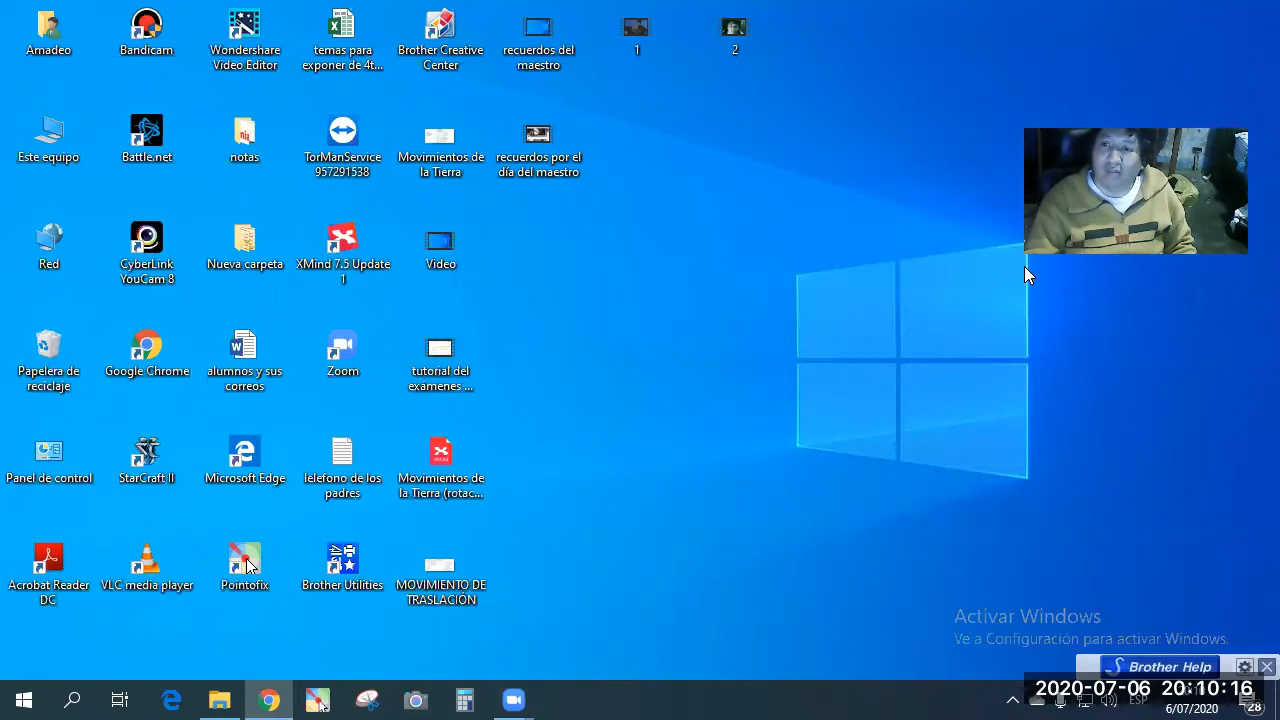 Amadeo
Bandicam
Wondershare
Video Editor
temas para
exponer de 4t...
Brother Creative
Center
recuerdos del
maestro
1
2
Este equipo
Battle.net
notas
TorManService
957291538
Movimientos de
la Tierra
recuerdos por el
día del maestro
Red
CyberLink
YouCam 8
Nueva carpeta
XMind 7.5 Update
1
Video
Papelera de
reciclaje
Google Chrome
alumnos y sus
correos
Zoom
tutorial del
exámenes ...
Panel de control
StarCraft II
Microsoft Edge
telefono de los
padres
Movimientos de
la Tierra (rotac...
Acrobat Reader
DC
VLC media player
Pointofix
Brother Utilities
MOVIMIENTO DE
TRASLACIÓN
Activar Windows
Ve a Configuración para activar Windows.
Brother Help
2020-07-06 20:10:16
ESP
6/07/2020
28